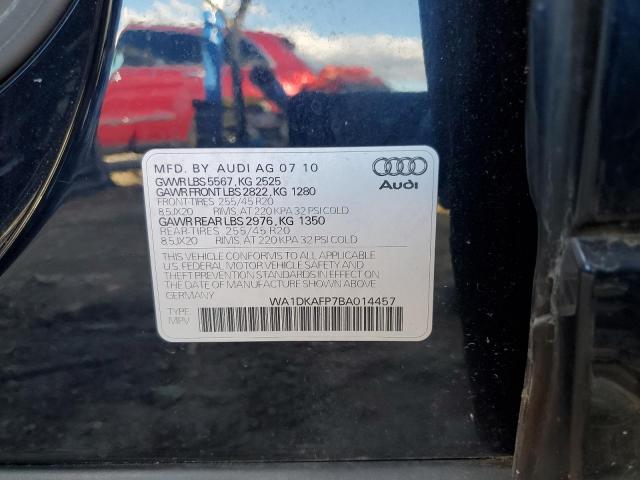 MFD. BY AUDI AG 07 10
GVWR LBS 5567, KG 2525
GAWR FRONT LBS 2822, KG 1280
FRONT-TIRES 255/45 R20
8.5JX20 RIMS, AT 220 KPA 32 PSI COLD
GAWR REAR LBS 2976, KG 1350
REAR-TIRES 255/45 R20
8.5JX20 RIMS, AT 220 KPA 32 PSI COLD
Audi
THIS VEHICLE CONFORMS TO ALL APPLICABLE
U.S. FEDERAL MOTOR VEHICLE SAFETY AND
THEFT PREVENTION STANDARDS IN EFFECT ON
THE DATE OF MANUFACTURE SHOWN ABOVE.
GERMANY WA1DKAFP7BA014457
TYPE:
MPV